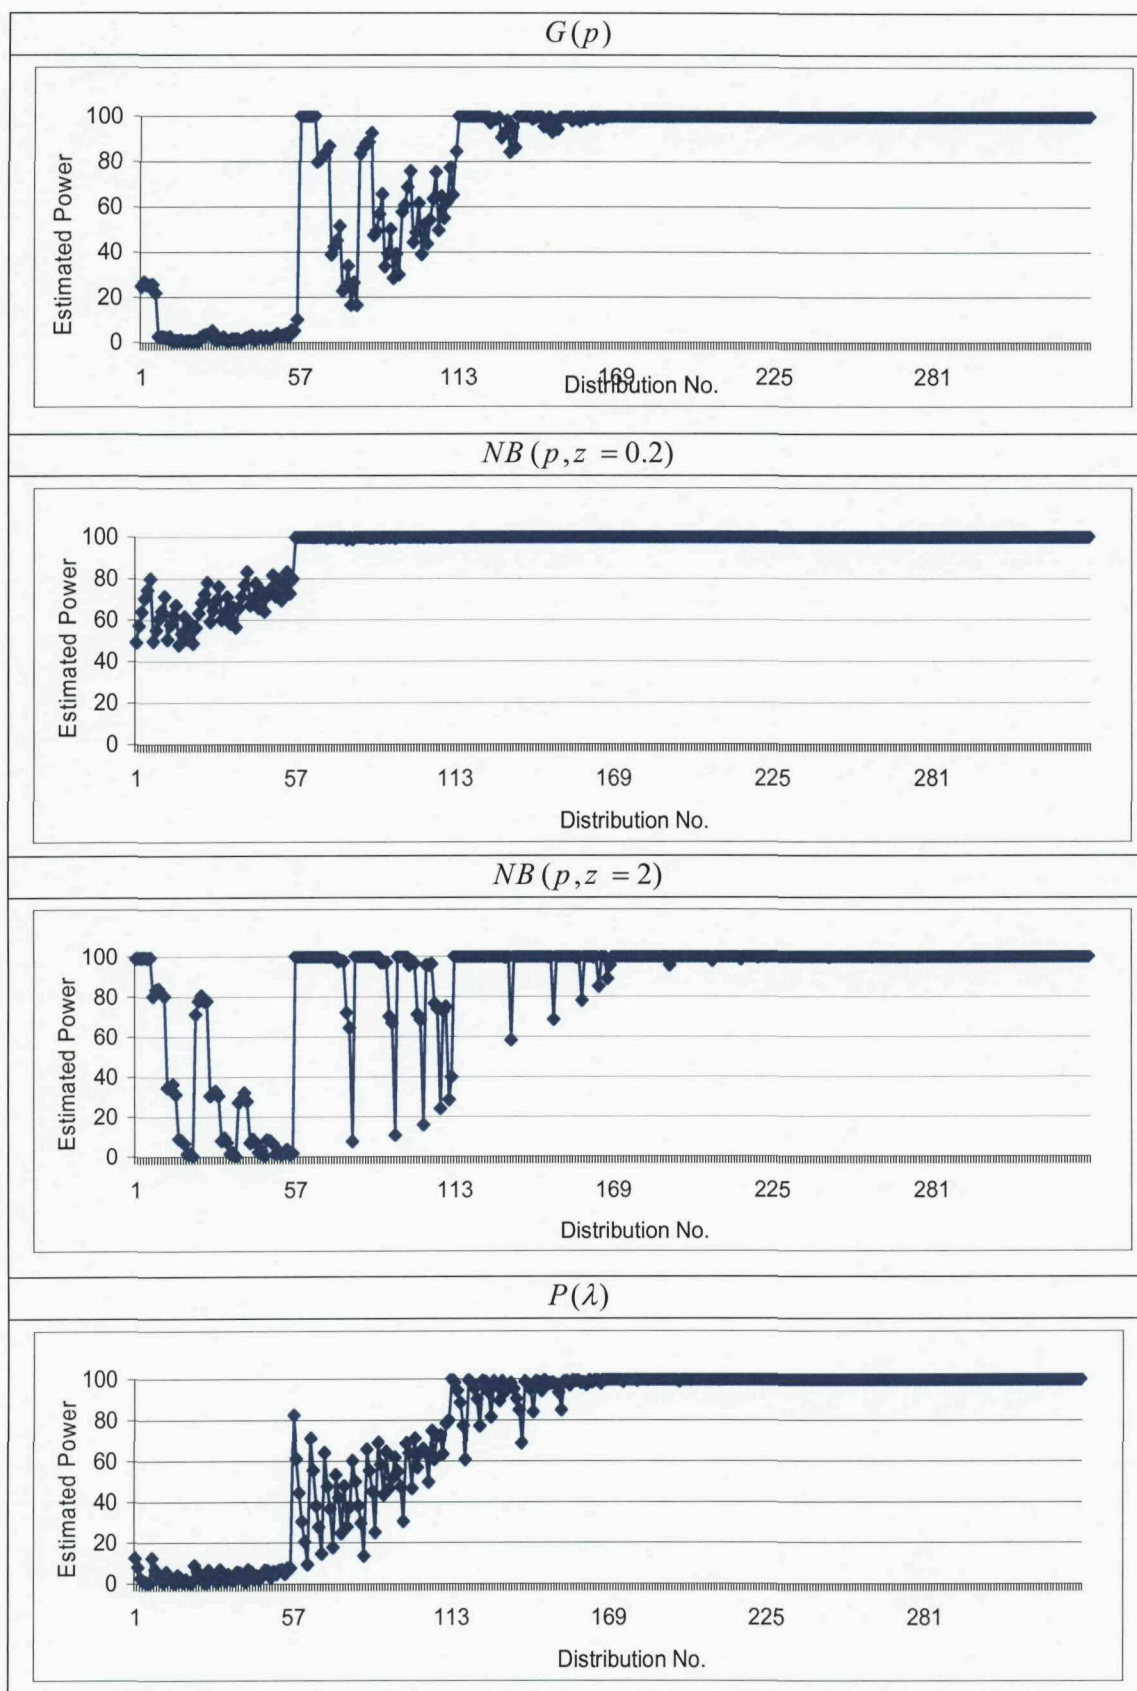 G(p)
Estimated Power
100
80
60
40
20
0
1 57 113 169 225 281
Distribution No.
NB(p,z = 0.2)
Estimated Power
100
80
60
40
20
0
1 57 113 169 225 281
Distribution No.
NB(p,z = 2)
Estimated Power
100
80
60
40
20
0
1 57 113 169 225 281
Distribution No.
P(λ)
Estimated Power
100
80
60
40
20
0
1 57 113 169 225 281
Distribution No.